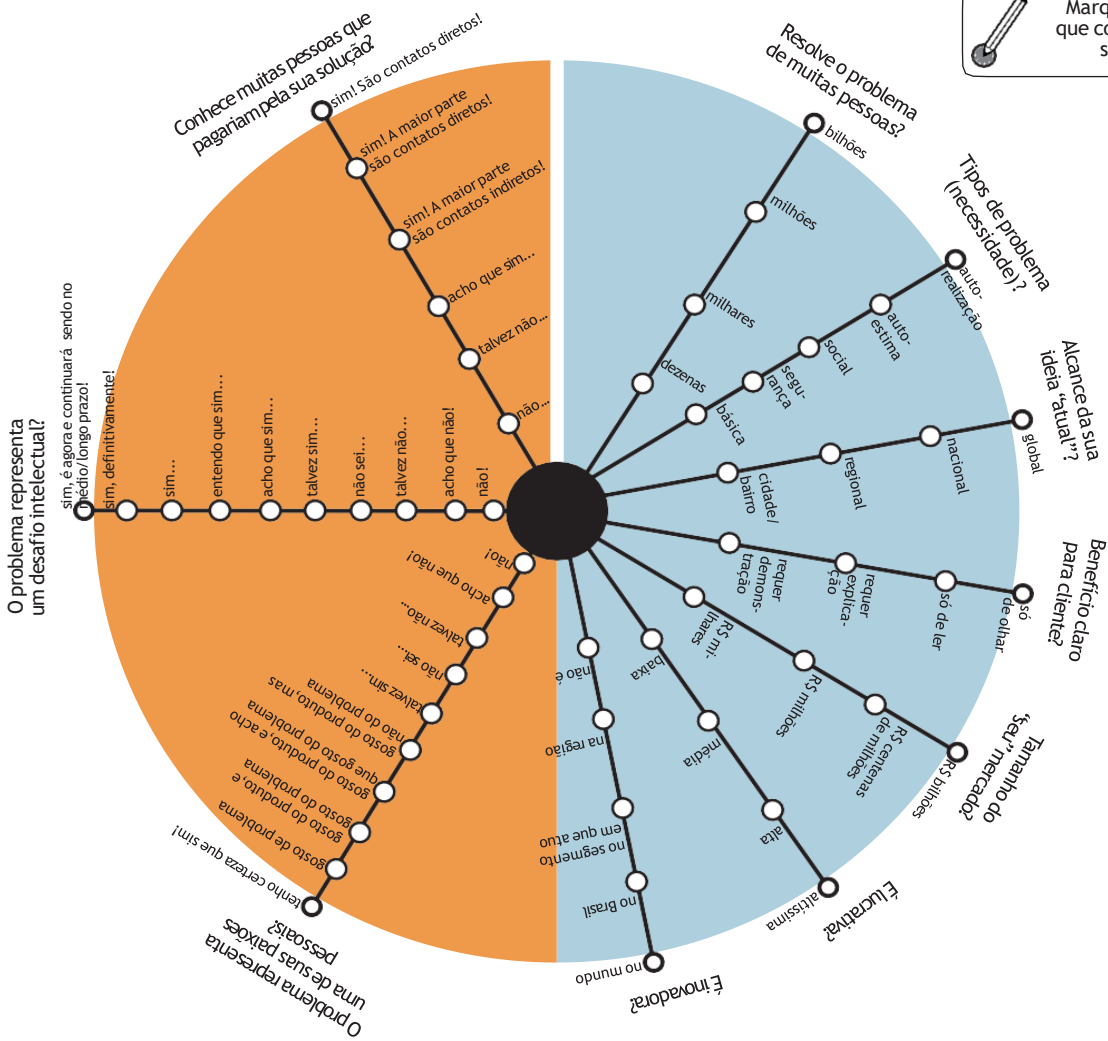 Marq
que co
s
Conhece muitas pessoas que
pagariam pela sua solução?
sim! São contatos diretos!
sim! A maior parte
são contatos diretos!
sim! A maior parte
são contatos indiretos!
acho que sim...
talvez não...
não...
O problema representa
um desafio intelectual?
sim, é agora e continuará sendo no
médio/longo prazo!
sim, definitivamente!
sim...
entendo que sim...
acho que sim...
talvez sim...
não sei...
talvez não...
acho que não!
não!
O problema representa
uma de suas paixões
pessoais?
tenho certeza que sim!
gosto de problema
gosto do produto, e
gosto do problema
gosto do produto, e acho
que gosto do problema
gosto do produto, mas
não do problema
talvez sim...
não sei...
talvez não...
acho que não!
não!
Resolve o problema
de muitas pessoas?
bilhões
milhões
milhares
dezenas
Tipos de problema
(necessidade)?
auto-
realização
auto-
estima
social
segu-
rança
básica
Alcance da sua
ideia "atual"?
global
nacional
regional
cidade/
bairro
Benefício claro
para cliente?
só
de olhar
só de ler
requer
explica-
ção
requer
demons-
tração
Tamanho do
"seu" mercado?
R$ bilhões
R$ centenas
de milhões
R$ milhões
R$ mi-
lhares
É lucrativa?
altíssima
alta
média
baixa
É inovadora?
no mundo
no Brasil
no segmento
em que atuo
na região
não é